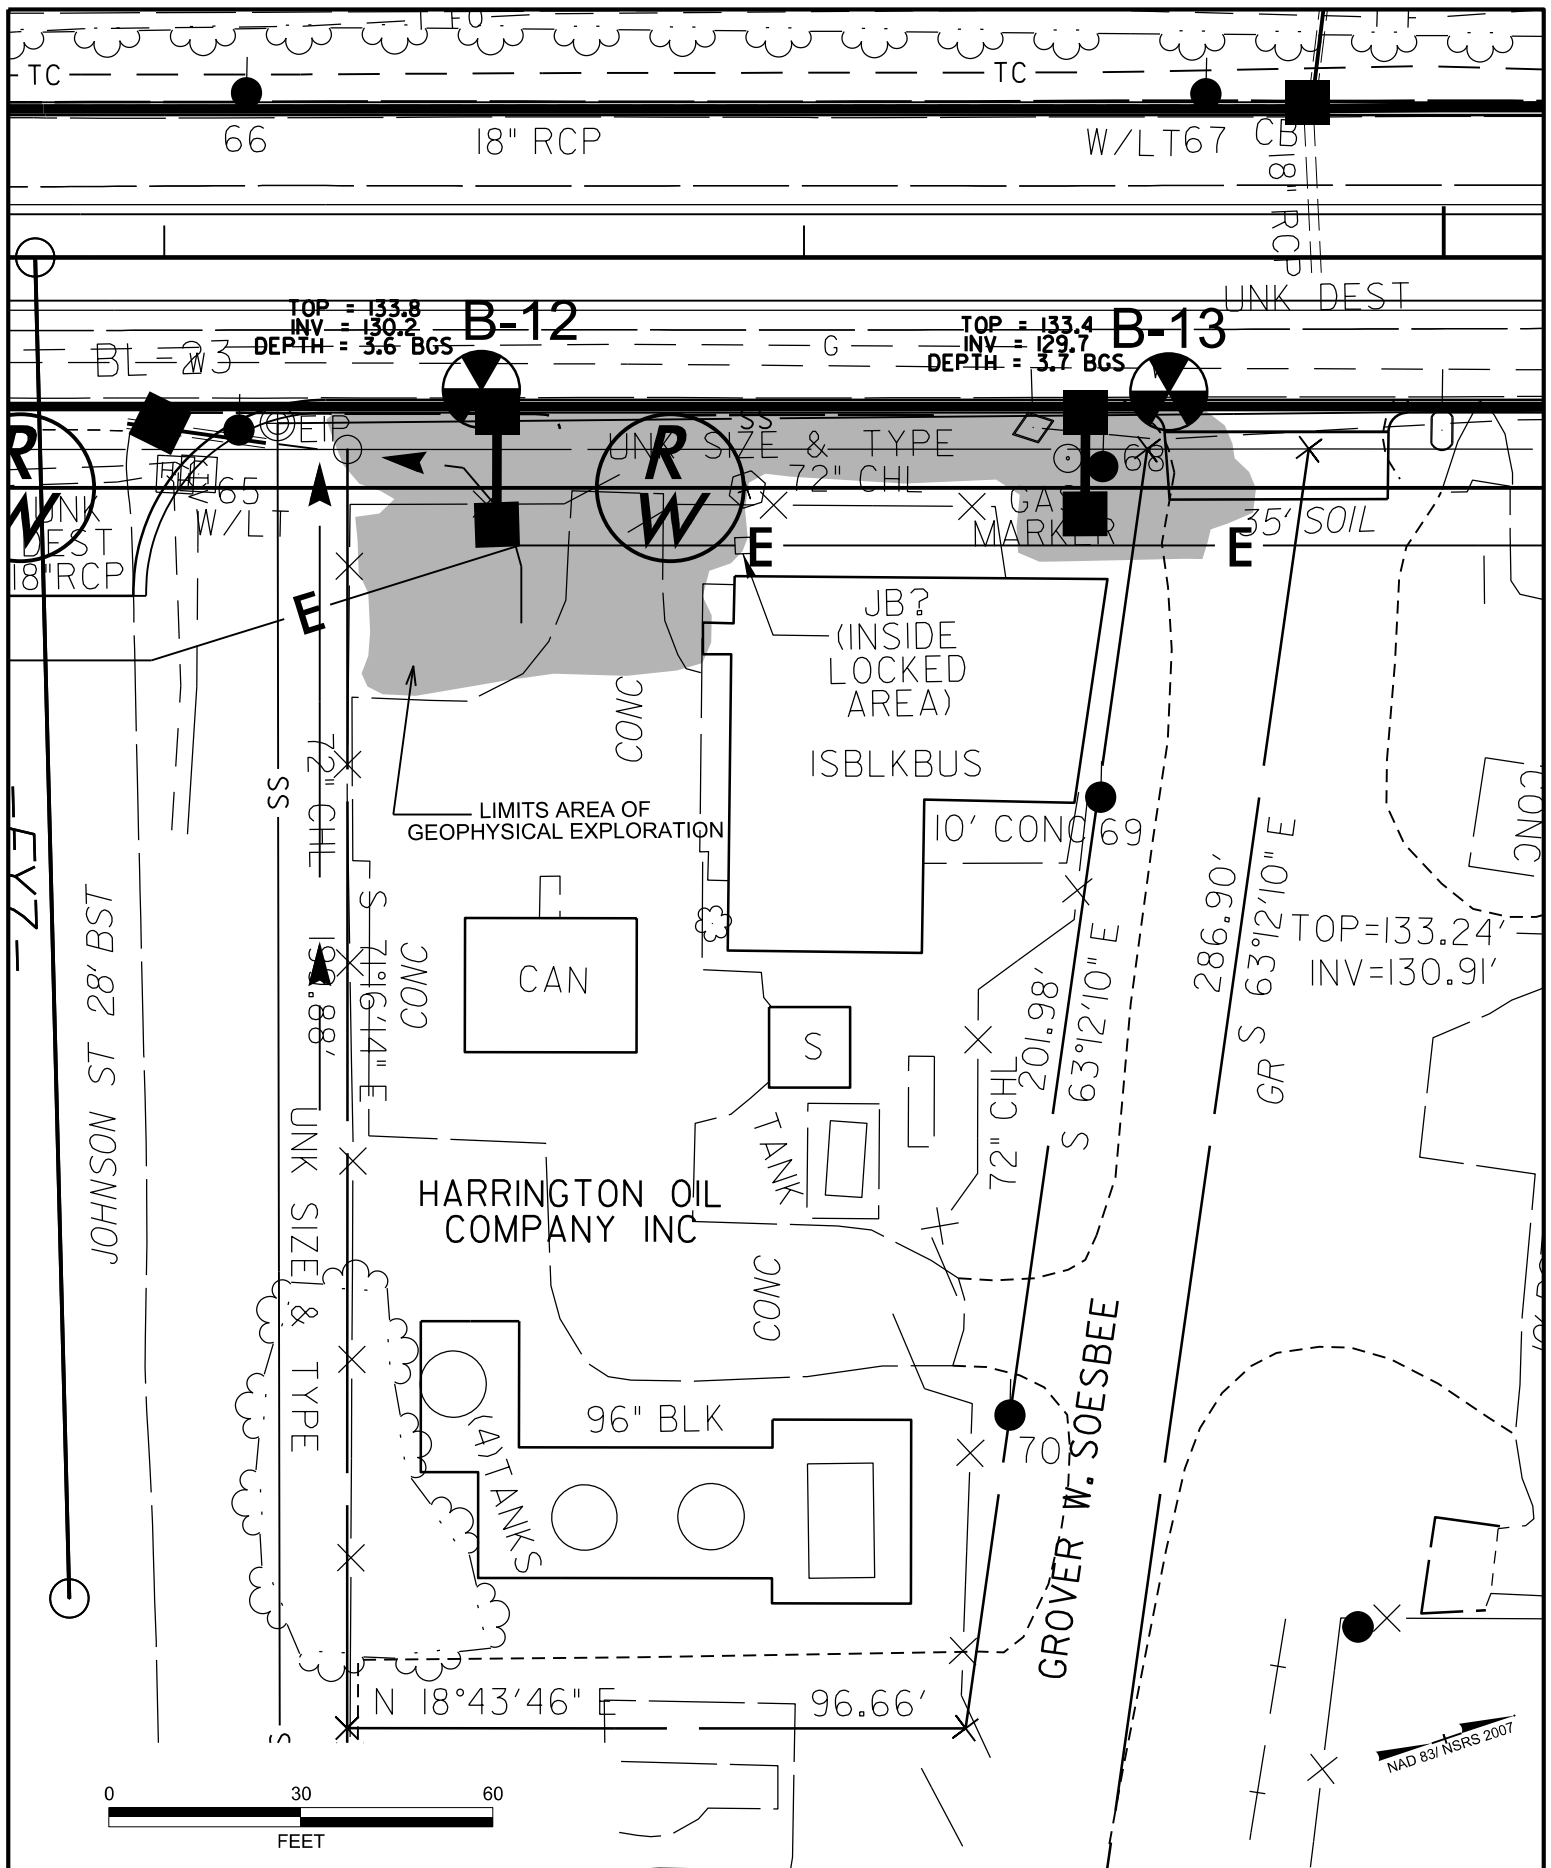 TC
TC
66
18" RCP
W/LT67
CB
18" RCP
UNK DEST
TOP = 133.8
INV = 130.2
DEPTH = 3.6 BGS
B-12
TOP = 133.4
INV = 129.7
DEPTH = 3.7 BGS
B-13
G
SS
EIP
UNK SIZE & TYPE
72" CHL
68
R
W
R
W
65
W/LT
UNK
DEST
18"RCP
GAS
MARKER
35' SOIL
E
E
E
JB?
(INSIDE
LOCKED
AREA)
ISBLKBUS
CONC
72" CHL
SS
LIMITS AREA OF
GEOPHYSICAL EXPLORATION
10' CONC
69
CONC
286.90'
S 63°12'10" E
TOP=133.24'
INV=130.91'
JOHNSON ST 28' BST
S 71°16'14" E
CONC
CAN
S
201.98'
S 63°12'10" E
GR
72" CHL
TANK
UNK SIZE & TYPE
HARRINGTON OIL
COMPANY INC
CONC
96" BLK
(4)TANKS
70
GROVER W. SOESBEE
N 18°43'46" E
96.66'
NAD 83/ NSRS 2007
0 30 60
FEET